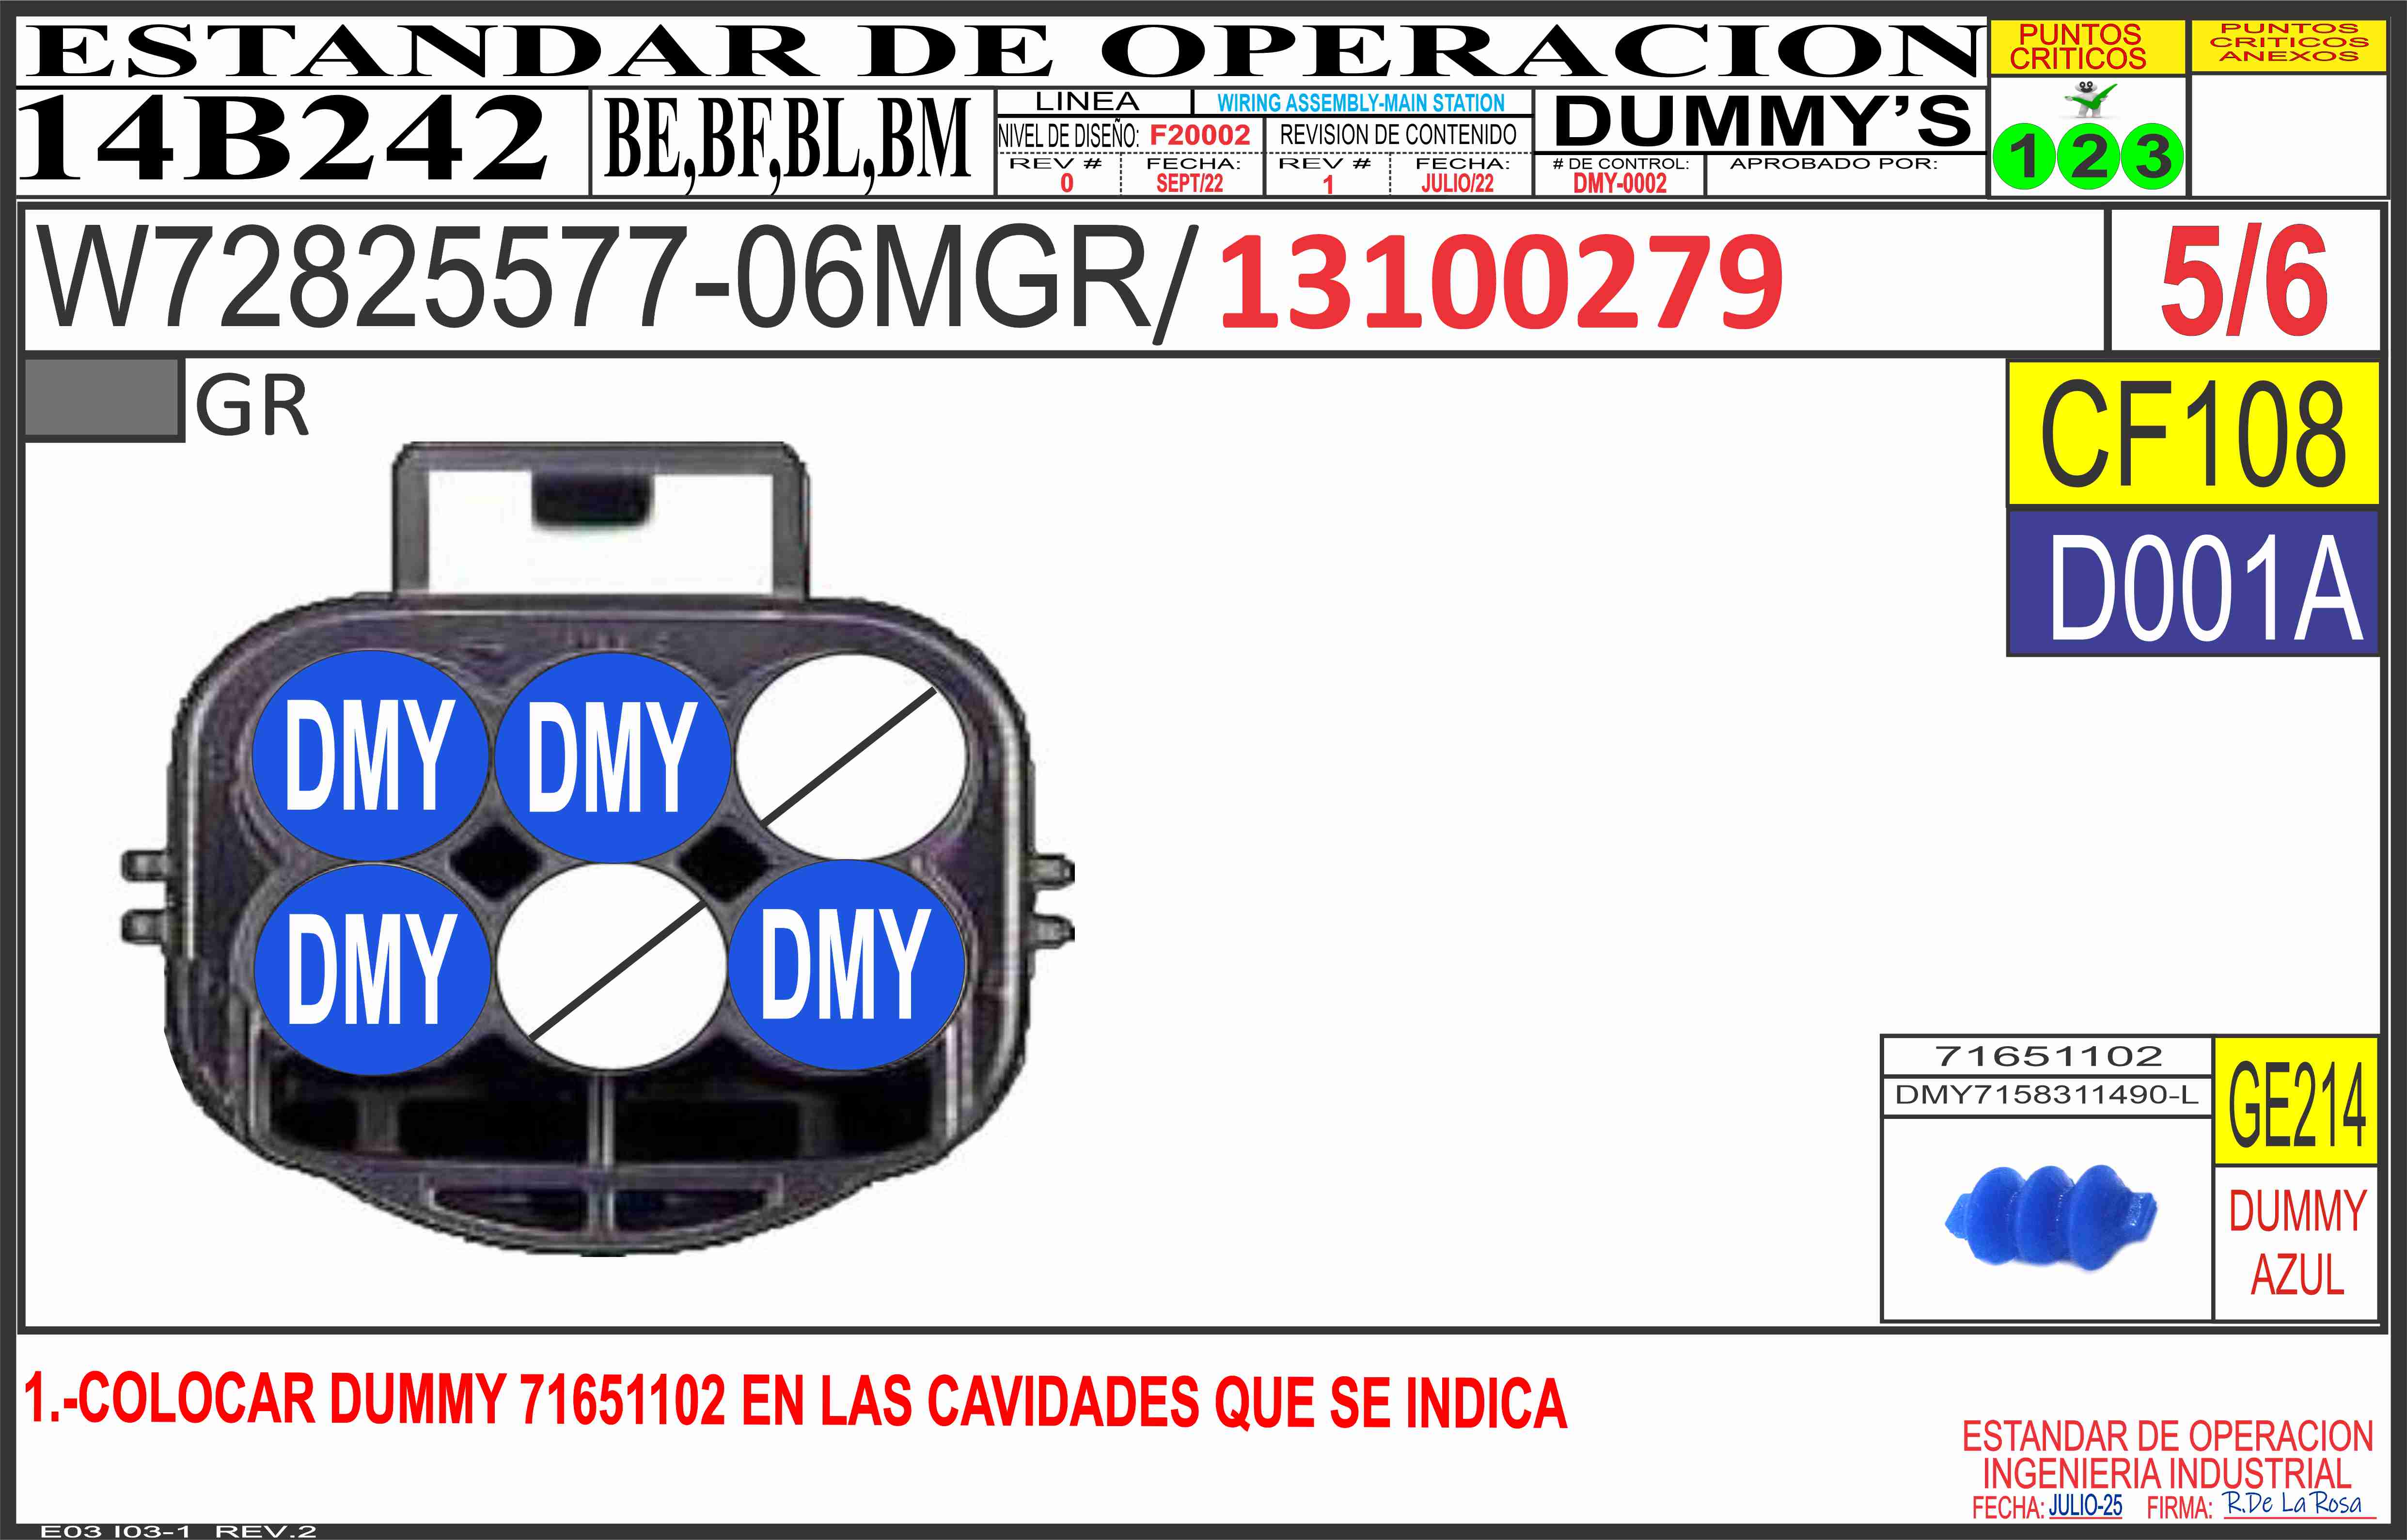 ESTANDAR DE OPERACION
PUNTOS
CRITICOS
PUNTOS
CRITICOS
ANEXOS
14B242
BE,BF,BL,BM
LINEA
WIRING ASSEMBLY-MAIN STATION
NIVEL DE DISEÑO: F20002
REVISION DE CONTENIDO
REV # FECHA: REV # FECHA:
0 SEPT/22 1 JULIO/22
DUMMY'S
# DE CONTROL: APROBADO POR:
DMY-0002
1 2 3
W72825577-06MGR/13100279
5/6
GR
CF108
D001A
DMY DMY
DMY DMY
71651102
DMY7158311490-L
GE214
DUMMY
AZUL
1.-COLOCAR DUMMY 71651102 EN LAS CAVIDADES QUE SE INDICA
ESTANDAR DE OPERACION
INGENIERIA INDUSTRIAL
FECHA: JULIO-25 FIRMA: R.De La Rosa
E03 I03-1 REV.2